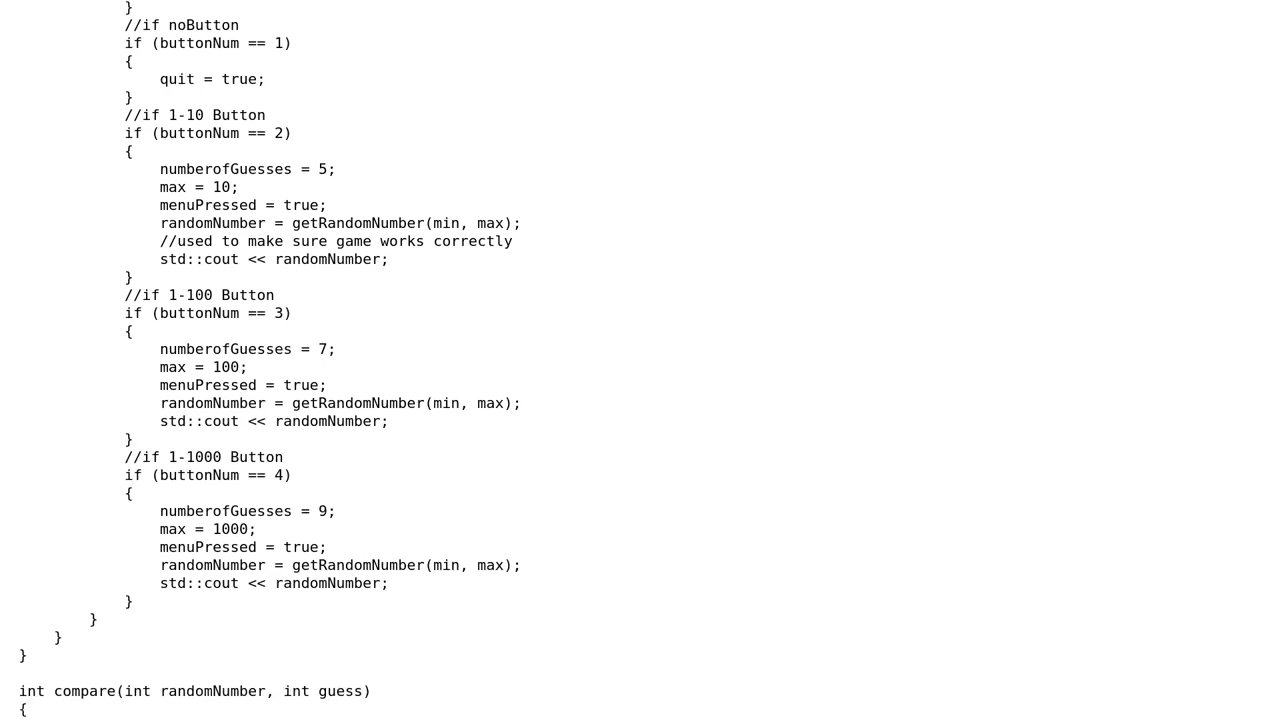 }
            //if noButton
            if (buttonNum == 1)
            {
                quit = true;
            }
            //if 1-10 Button
            if (buttonNum == 2)
            {
                numberofGuesses = 5;
                max = 10;
                menuPressed = true;
                randomNumber = getRandomNumber(min, max);
                //used to make sure game works correctly
                std::cout << randomNumber;
            }
            //if 1-100 Button
            if (buttonNum == 3)
            {
                numberofGuesses = 7;
                max = 100;
                menuPressed = true;
                randomNumber = getRandomNumber(min, max);
                std::cout << randomNumber;
            }
            //if 1-1000 Button
            if (buttonNum == 4)
            {
                numberofGuesses = 9;
                max = 1000;
                menuPressed = true;
                randomNumber = getRandomNumber(min, max);
                std::cout << randomNumber;
            }
        }
    }
}

int compare(int randomNumber, int guess)
{